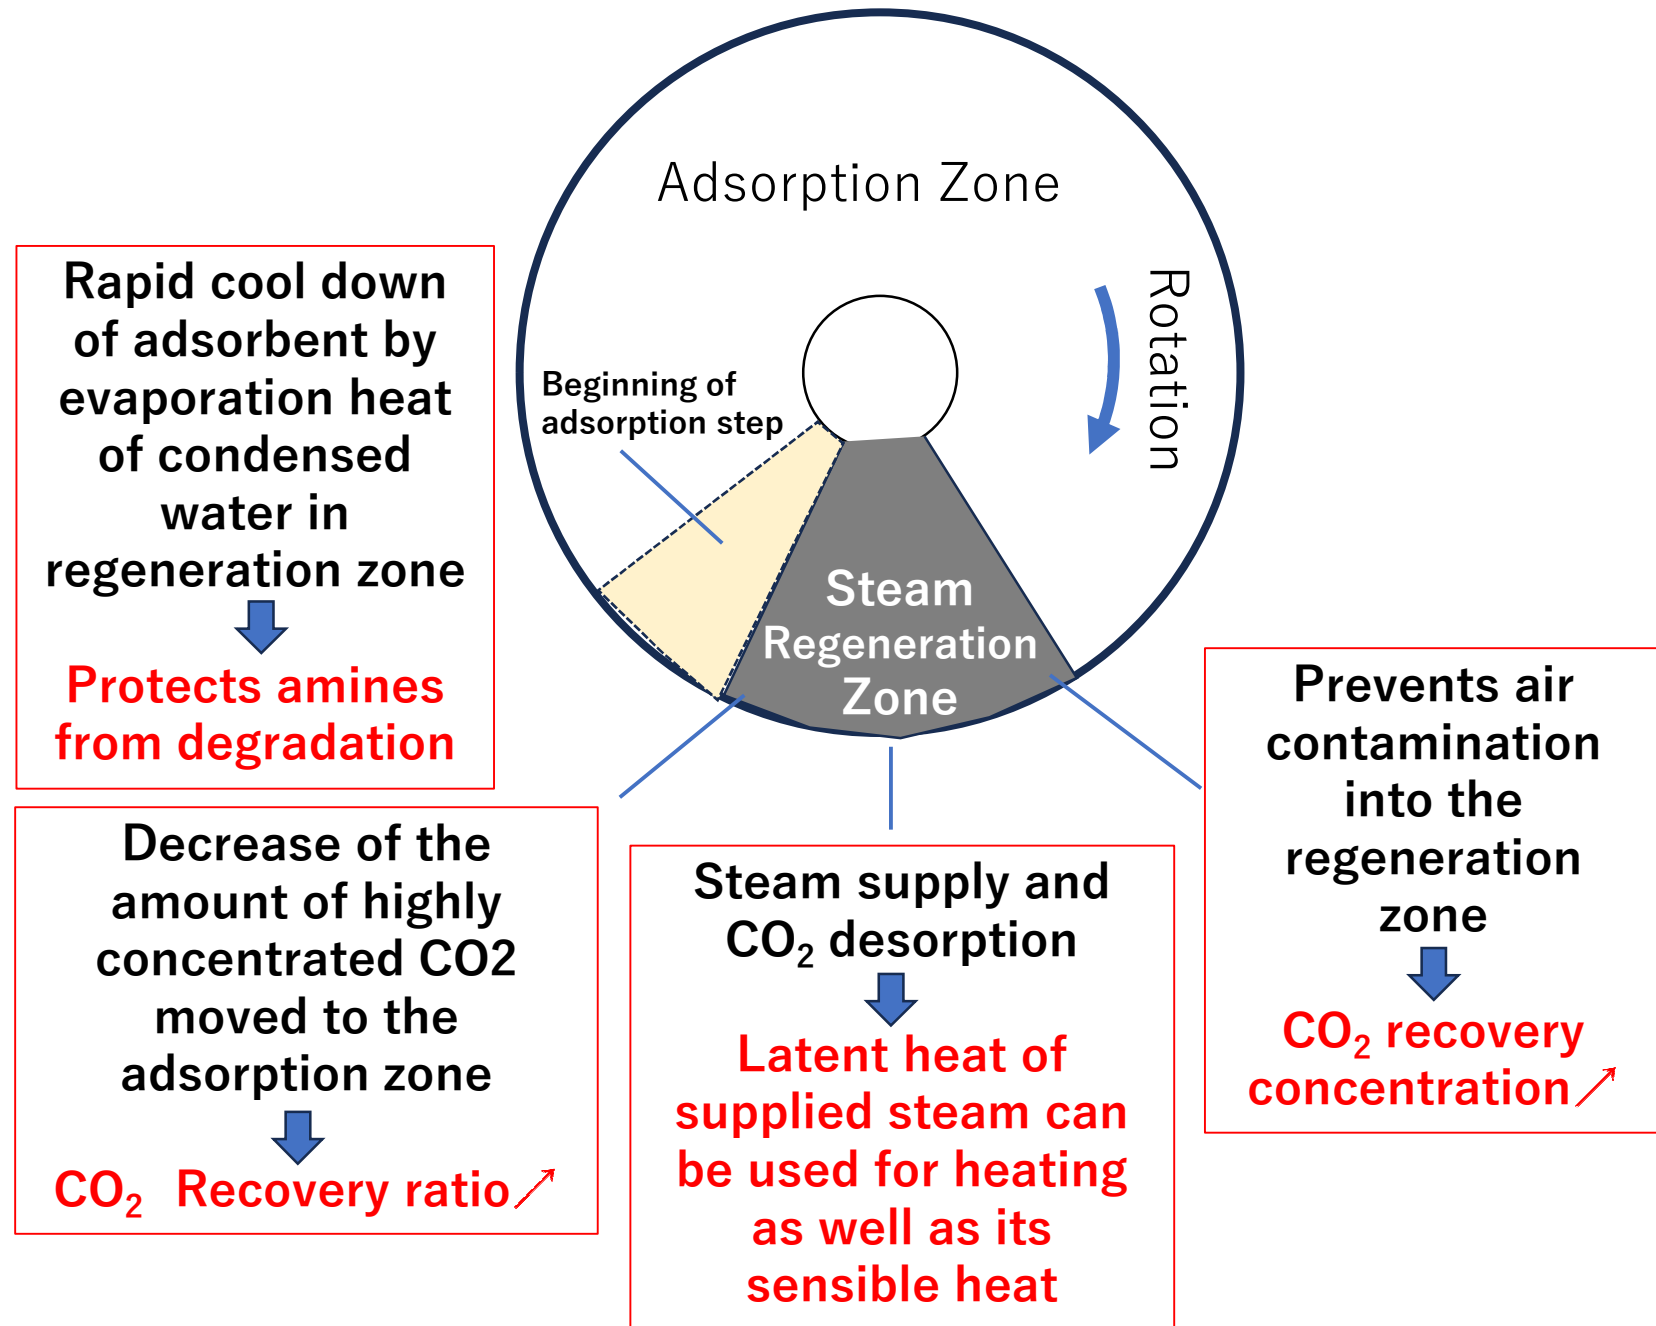 Adsorption Zone
Rotation
Beginning of
adsorption step
Steam
Regeneration
Zone
Rapid cool down
of adsorbent by
evaporation heat
of condensed
water in
regeneration zone
Protects amines
from degradation
Decrease of the
amount of highly
concentrated CO2
moved to the
adsorption zone
CO₂ Recovery ratio↗
Steam supply and
CO₂ desorption
Latent heat of
supplied steam can
be used for heating
as well as its
sensible heat
Prevents air
contamination
into the
regeneration
zone
CO₂ recovery
concentration↗